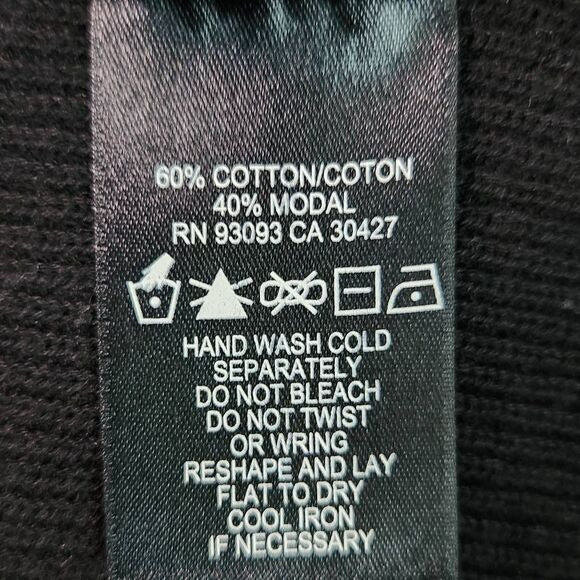 60% COTTON/COTON
40% MODAL
RN 93093 CA 30427
HAND WASH COLD
SEPARATELY
DO NOT BLEACH
DO NOT TWIST
OR WRING
RESHAPE AND LAY
FLAT TO DRY
COOL IRON
IF NECESSARY